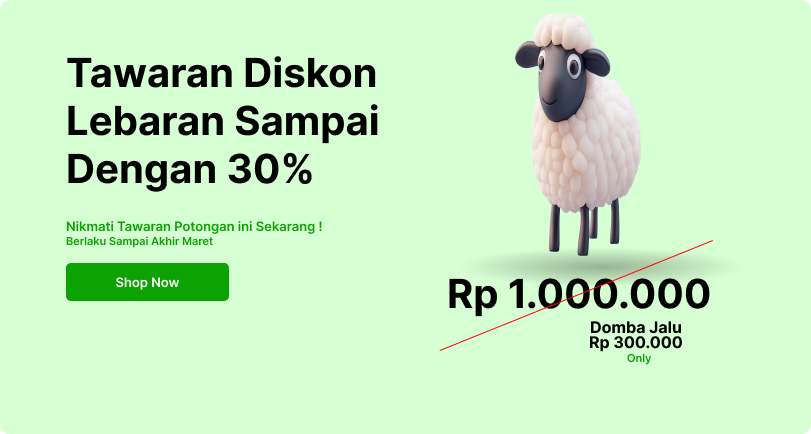 Tawaran Diskon
Lebaran Sampai
Dengan 30%
Nikmati Tawaran Potongan ini Sekarang !
Berlaku Sampai Akhir Maret
Shop Now
Rp 1.000.000
Domba Jalu
Rp 300.000
Only